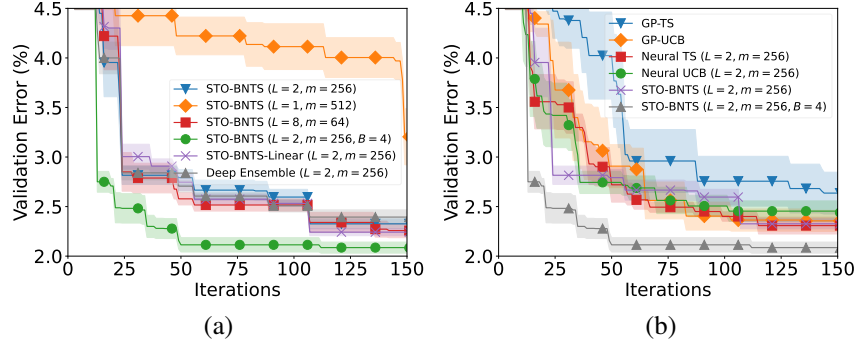 4.5
4.0
3.5
3.0
2.5
2.0
Validation Error (%)
STO-BNTS (L = 2, m = 256)
STO-BNTS (L = 1, m = 512)
STO-BNTS (L = 8, m = 64)
STO-BNTS (L = 2, m = 256, B = 4)
STO-BNTS-Linear (L = 2, m = 256)
Deep Ensemble (L = 2, m = 256)
0 25 50 75 100 125 150
Iterations
(a)
4.5
4.0
3.5
3.0
2.5
2.0
Validation Error (%)
GP-TS
GP-UCB
Neural TS (L = 2, m = 256)
Neural UCB (L = 2, m = 256)
STO-BNTS (L = 2, m = 256)
STO-BNTS (L = 2, m = 256, B = 4)
0 25 50 75 100 125 150
Iterations
(b)